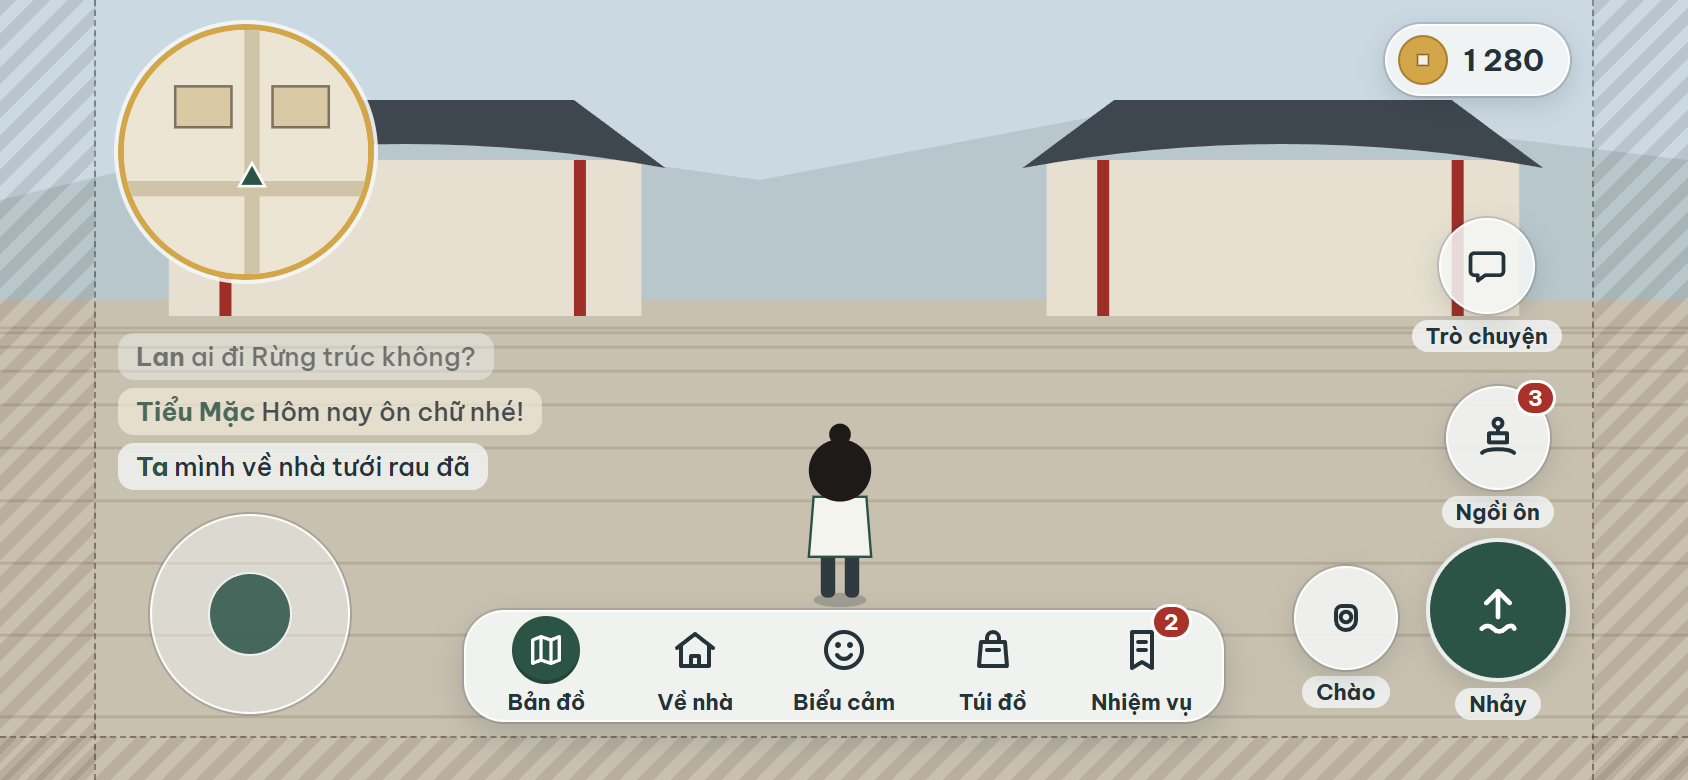 1 280
Trò chuyện
Lan ai đi Rừng trúc không?
Tiểu Mặc Hôm nay ôn chữ nhé!
Ta mình về nhà tưới rau đã
3
Ngồi ôn
2
Bản đồ
Về nhà
Biểu cảm
Túi đồ
Nhiệm vụ
Chào
Nhảy